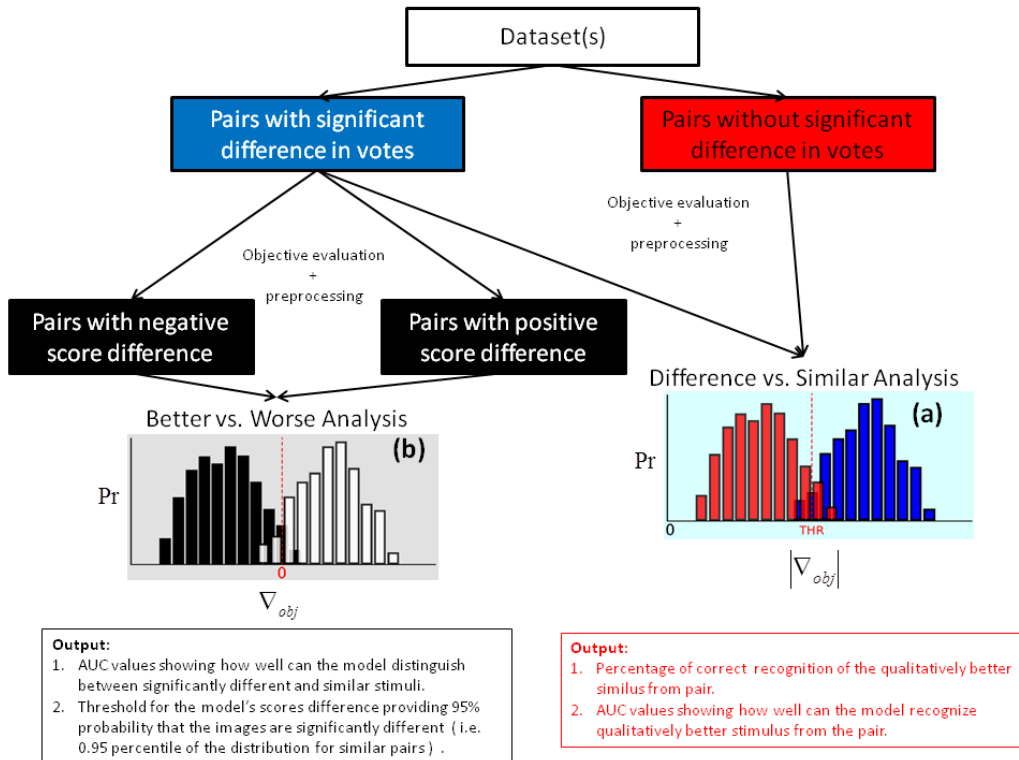 Dataset(s)
Pairs with significant
difference in votes
Pairs without significant
difference in votes
Objective evaluation
+
preprocessing
Objective evaluation
+
preprocessing
Pairs with negative
score difference
Pairs with positive
score difference
Better vs. Worse Analysis
(b)
Pr
0
∇obj
Difference vs. Similar Analysis
(a)
Pr
0
THR
|∇obj|
Output:
1. AUC values showing how well can the model distinguish
between significantly different and similar stimuli.
2. Threshold for the model's scores difference providing 95%
probability that the images are significantly different ( i.e.
0.95 percentile of the distribution for similar pairs ) .
Output:
1. Percentage of correct recognition of the qualitatively better
similus from pair.
2. AUC values showing how well can the model recognize
qualitatively better stimulus from the pair.